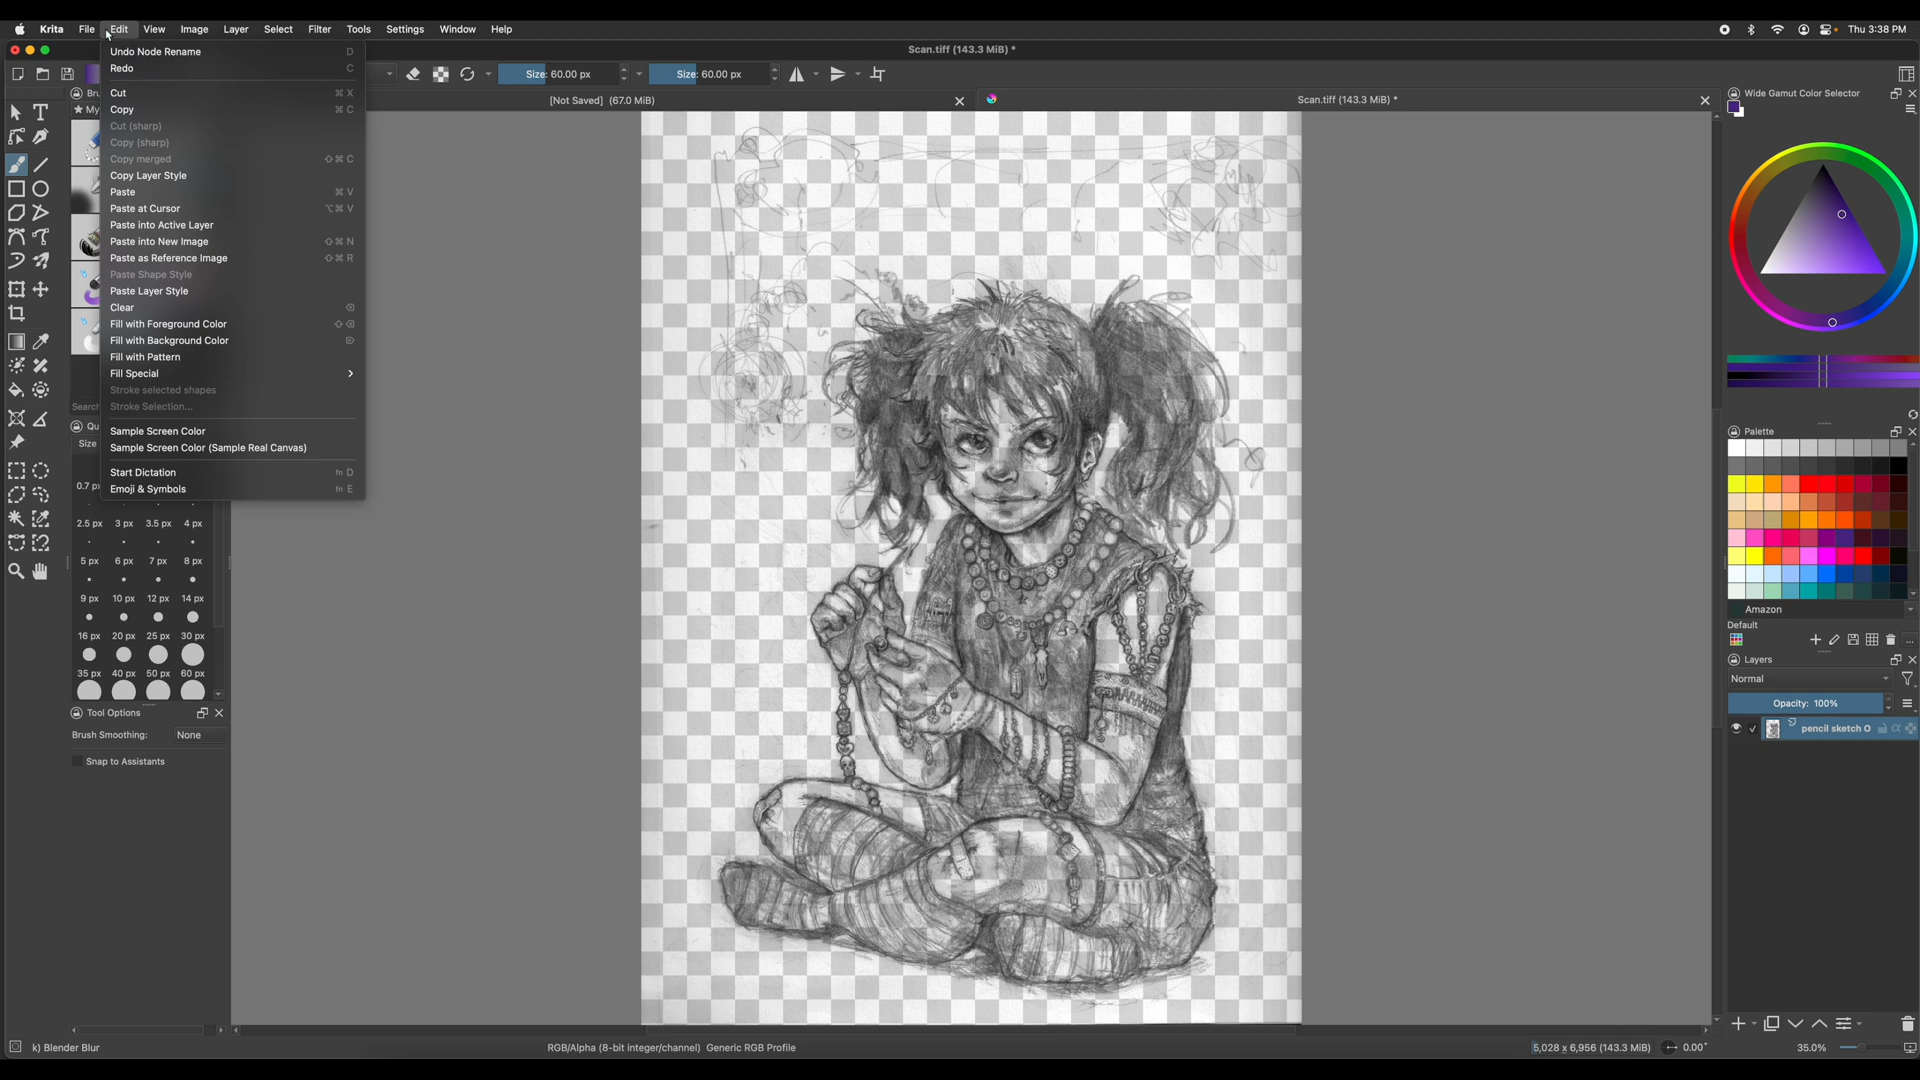 Krita File Edit View Image Layer Select Filter Tools Settings Window Help Thu 3:38 PM
Scan.tiff (143.3 MiB) *
Size: 60.00 px Size: 60.00 px
[Not Saved] (67.0 MiB) Scan.tiff (143.3 MiB) *
Undo Node Rename D
Redo C
Cut ⌘ X
Copy ⌘ C
Cut (sharp)
Copy (sharp)
Copy merged ⇧ ⌘ C
Copy Layer Style
Paste ⌘ V
Paste at Cursor ⌥ ⌘ V
Paste into Active Layer
Paste into New Image ⇧ ⌘ N
Paste as Reference Image ⇧ ⌘ R
Paste Shape Style
Paste Layer Style
Clear ⌫
Fill with Foreground Color ⇧ ⌫
Fill with Background Color ⌦
Fill with Pattern
Fill Special
Stroke selected shapes
Stroke Selection...
Sample Screen Color
Sample Screen Color (Sample Real Canvas)
Start Dictation fn D
Emoji & Symbols fn E
Bru
My
Search
Qu
Size
0.7 px
2.5 px 3 px 3.5 px 4 px
5 px 6 px 7 px 8 px
9 px 10 px 12 px 14 px
16 px 20 px 25 px 30 px
35 px 40 px 50 px 60 px
Tool Options
Brush Smoothing: None
Snap to Assistants
Wide Gamut Color Selector
Palette
Amazon
Default
...
Layers
Normal
Opacity: 100%
pencil sketch O
k) Blender Blur
RGB/Alpha (8-bit integer/channel) Generic RGB Profile
5,028 x 6,956 (143.3 MiB) 0.00°
35.0%